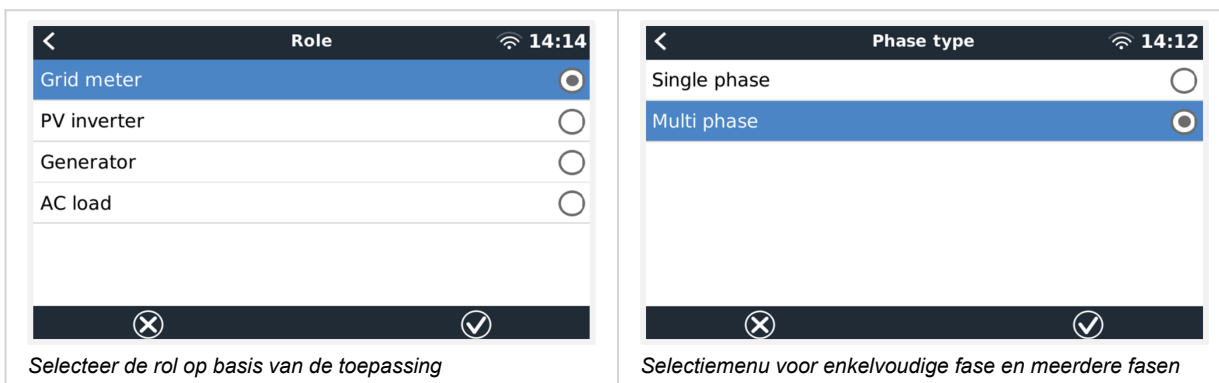 Role 14:14
Grid meter
PV inverter
Generator
AC load
Selecteer de rol op basis van de toepassing
Phase type 14:12
Single phase
Multi phase
Selectiemenu voor enkelvoudige fase en meerdere fasen